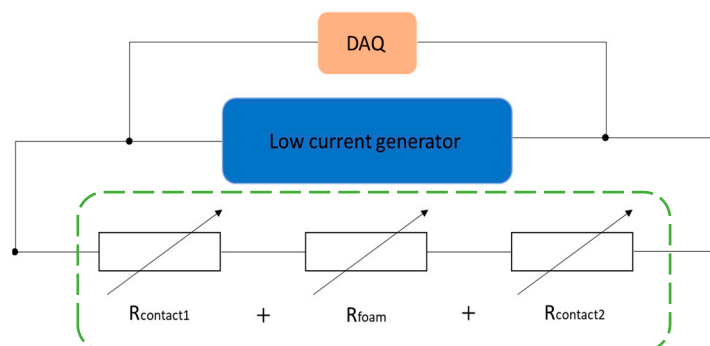 DAQ
Low current generator
Rcontact1 + Rfoam + Rcontact2